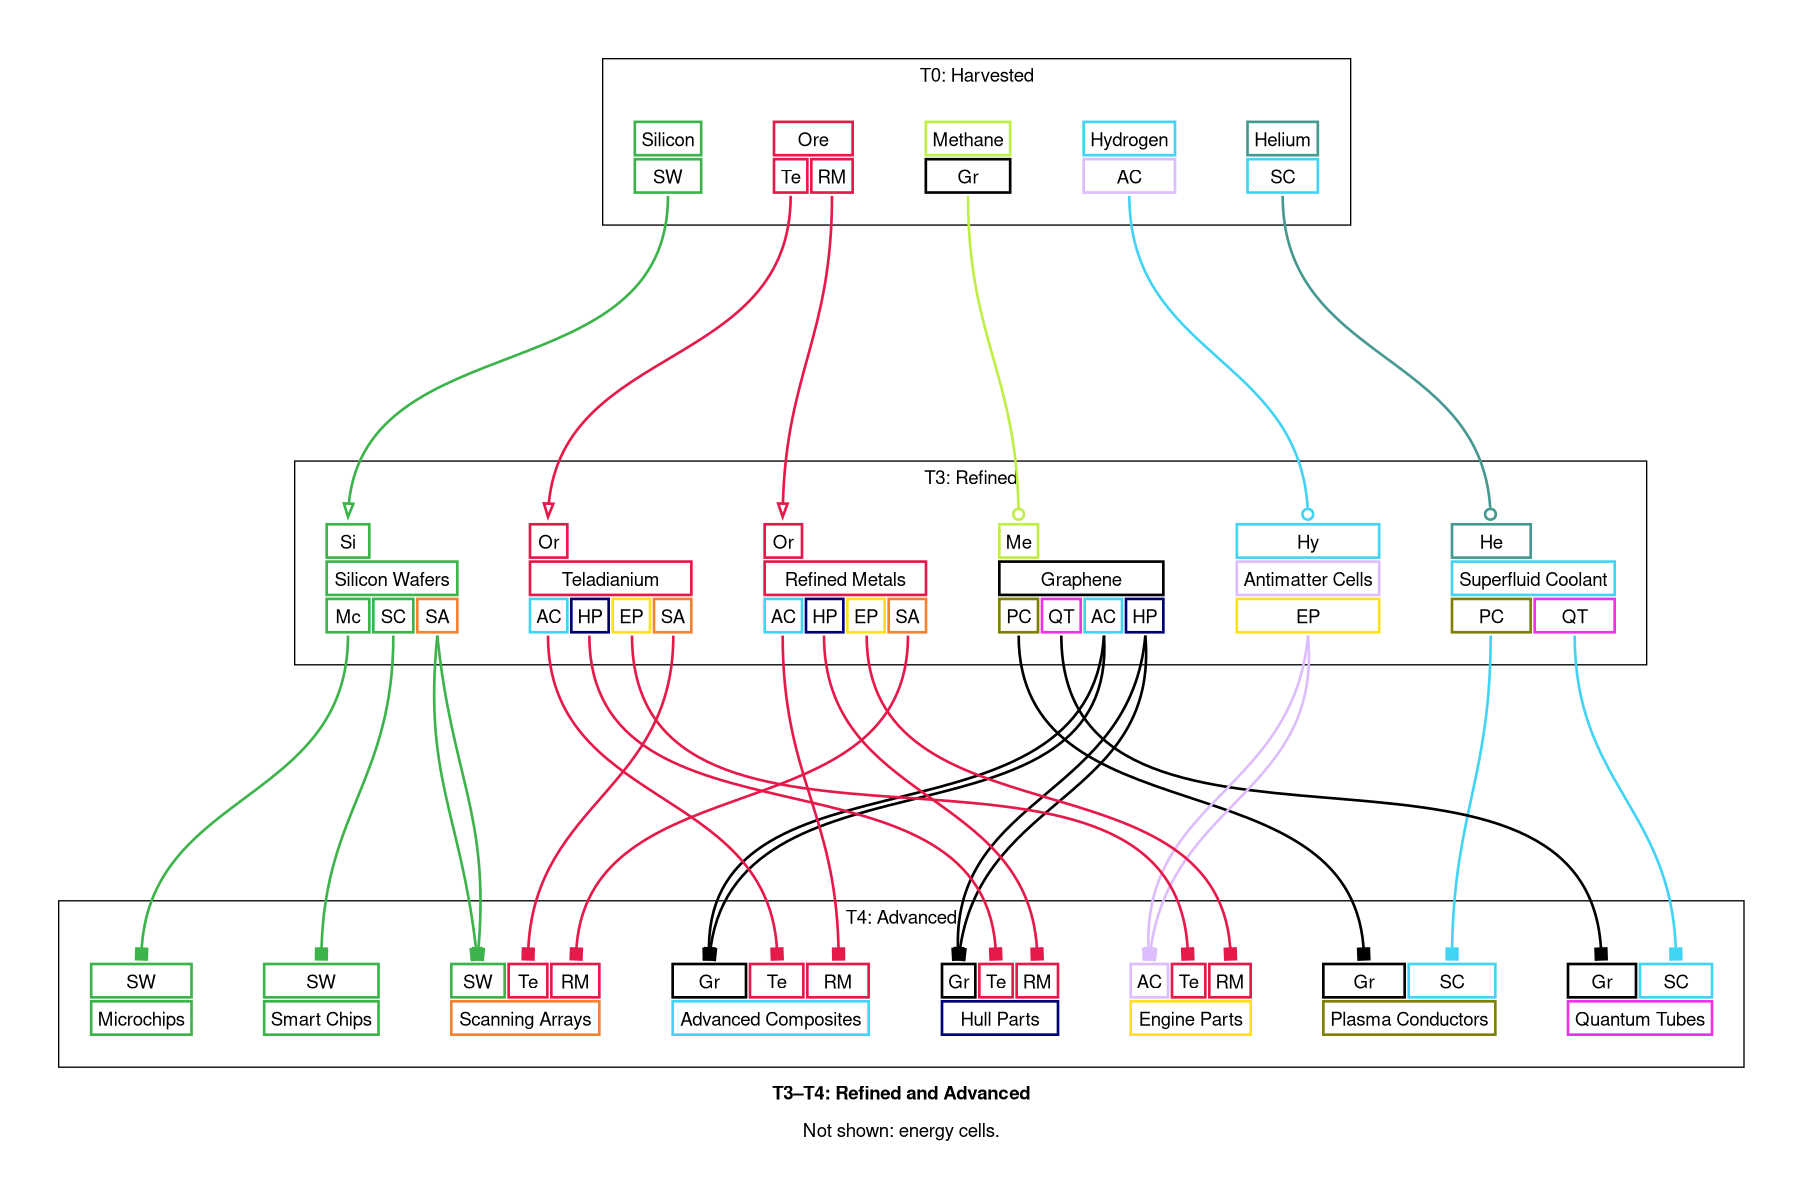 T0: Harvested
Silicon Ore Methane Hydrogen Helium
SW Te RM Gr AC SC
T3: Refined
Si Or Or Me Hy He
Silicon Wafers Teladianium Refined Metals Graphene Antimatter Cells Superfluid Coolant
Mc SC SA AC HP EP SA AC HP EP SA PC QT AC HP EP PC QT
T4: Advanced
SW SW SW Te RM Gr Te RM Gr Te RM AC Te RM Gr SC Gr SC
Microchips Smart Chips Scanning Arrays Advanced Composites Hull Parts Engine Parts Plasma Conductors Quantum Tubes
T3–T4: Refined and Advanced
Not shown: energy cells.